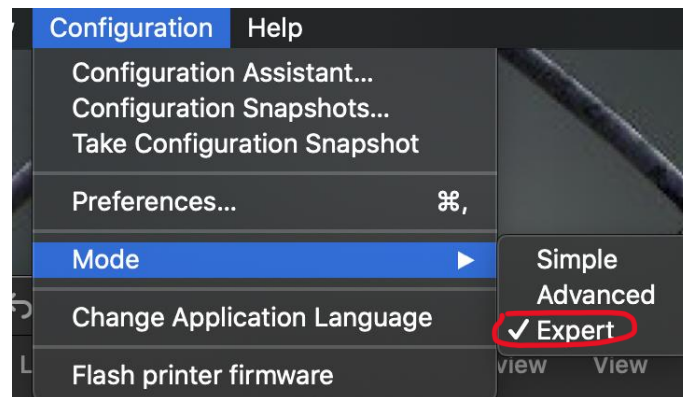 Configuration Help
Configuration Assistant...
Configuration Snapshots...
Take Configuration Snapshot
Preferences... ⌘,
Mode ▶
Simple
Advanced
✓ Expert
Change Application Language
Flash printer firmware
L
view View